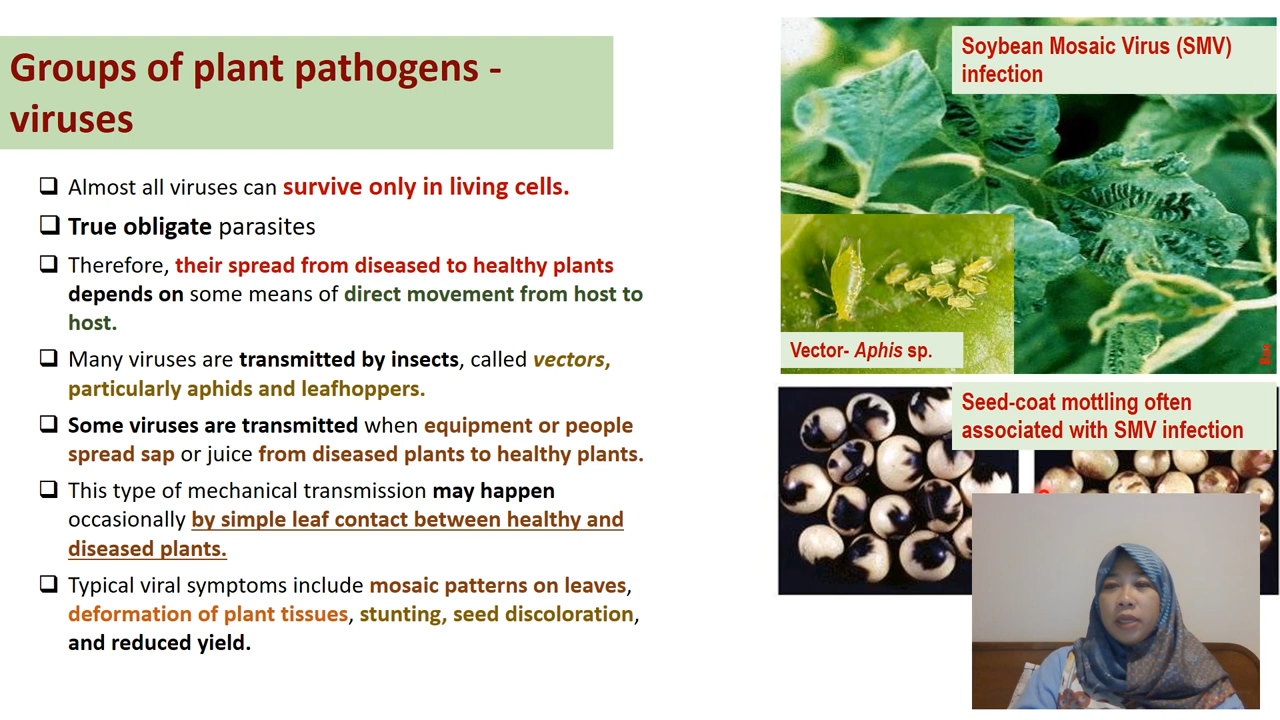 Groups of plant pathogens -
viruses
❑ Almost all viruses can survive only in living cells.
❑ True obligate parasites
❑ Therefore, their spread from diseased to healthy plants
depends on some means of direct movement from host to
host.
❑ Many viruses are transmitted by insects, called vectors,
particularly aphids and leafhoppers.
❑ Some viruses are transmitted when equipment or people
spread sap or juice from diseased plants to healthy plants.
❑ This type of mechanical transmission may happen
occasionally by simple leaf contact between healthy and
diseased plants.
❑ Typical viral symptoms include mosaic patterns on leaves,
deformation of plant tissues, stunting, seed discoloration,
and reduced yield.
Soybean Mosaic Virus (SMV)
infection
Vector- Aphis sp.
Bae
Seed-coat mottling often
associated with SMV infection